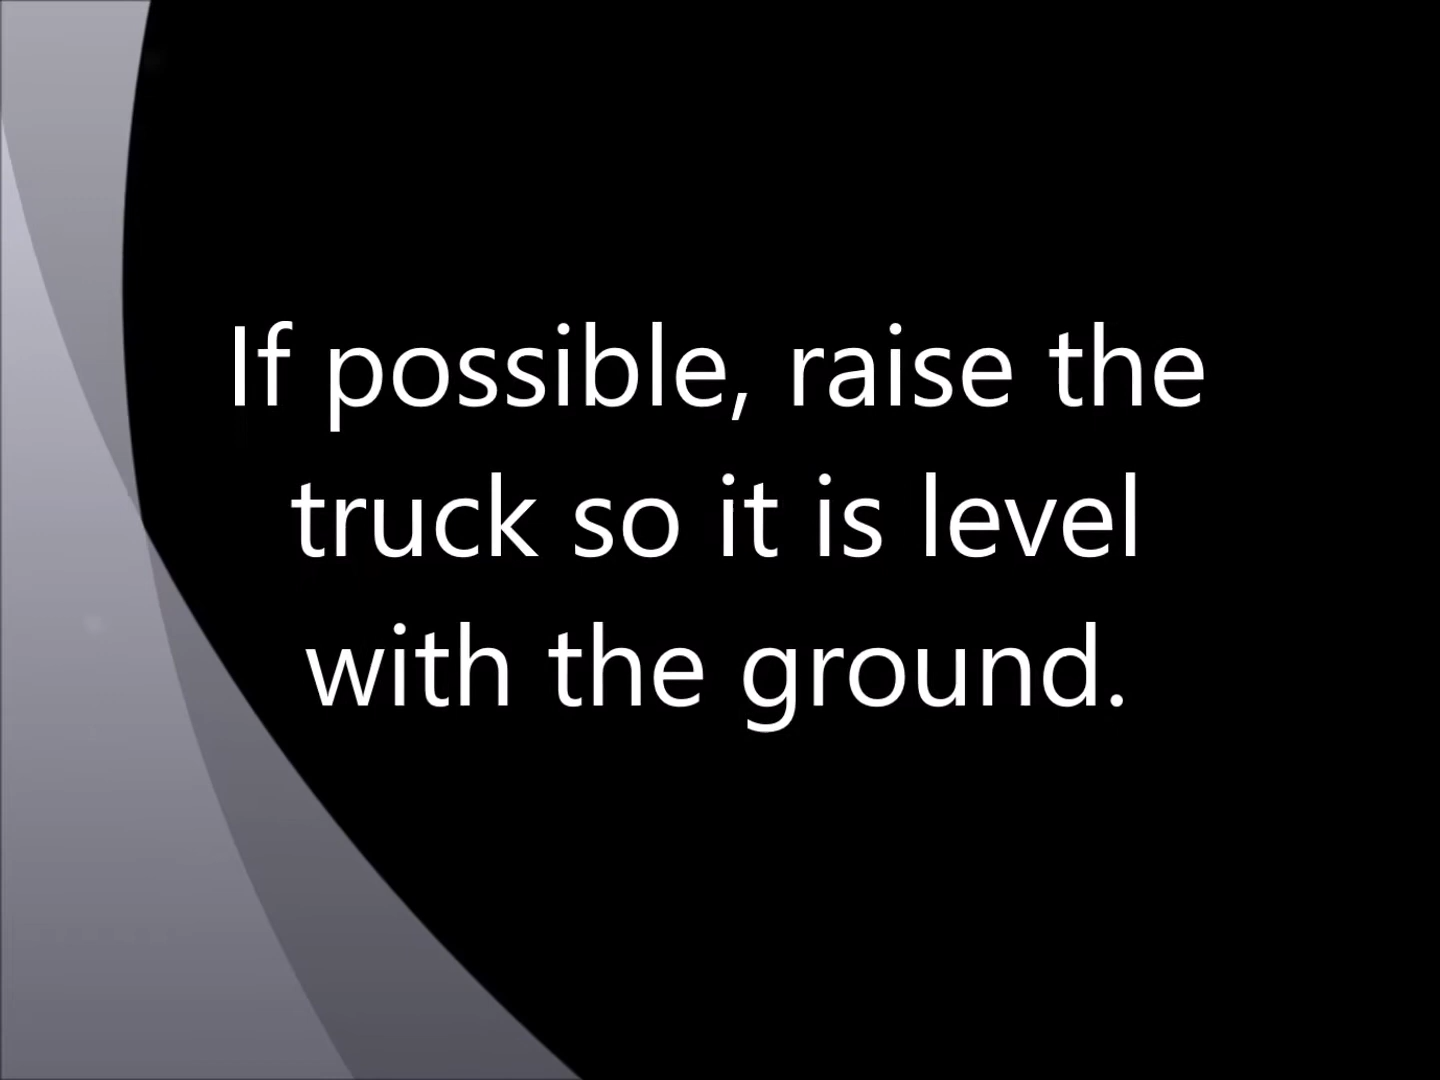 If possible, raise the
truck so it is level
with the ground.